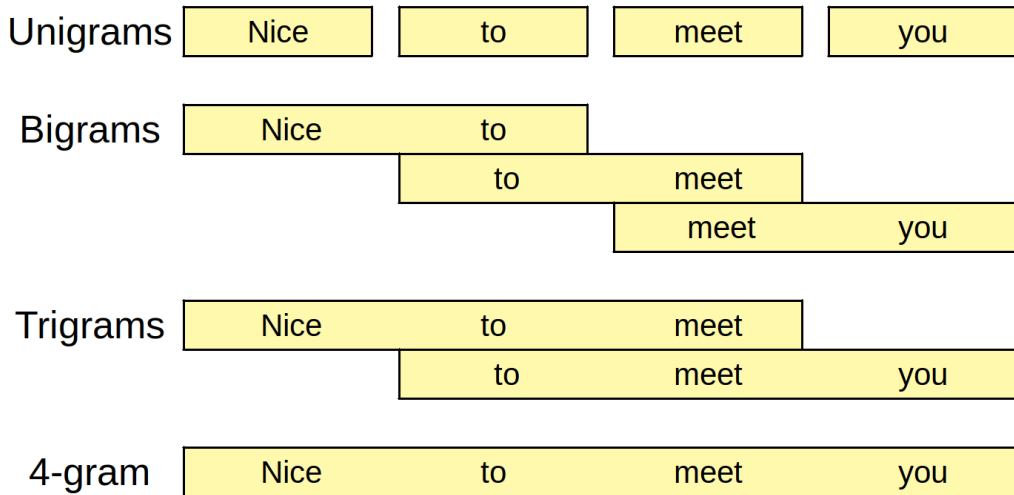 Unigrams Nice to meet you
Bigrams Nice to
to meet
meet you
Trigrams Nice to meet
to meet you
4-gram Nice to meet you